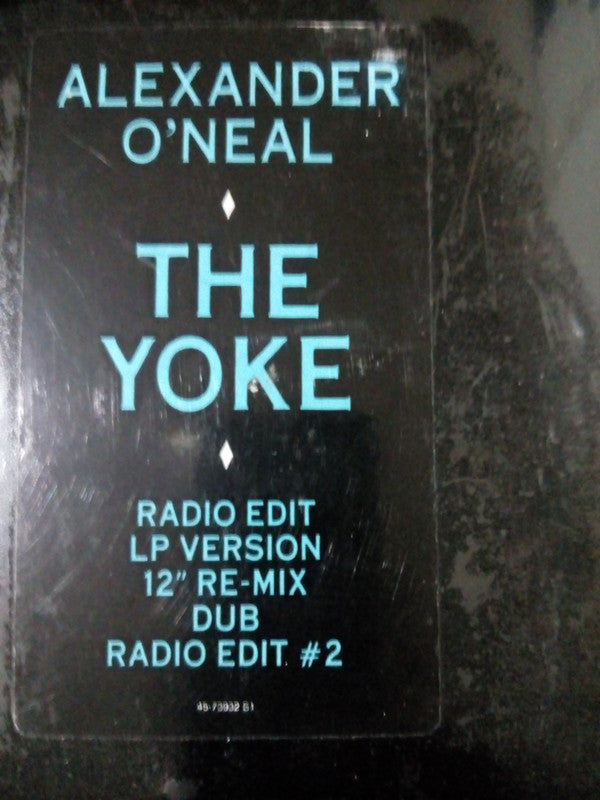 ALEXANDER
O'NEAL
THE
YOKE
RADIO EDIT
LP VERSION
12" RE-MIX
DUB
RADIO EDIT #2